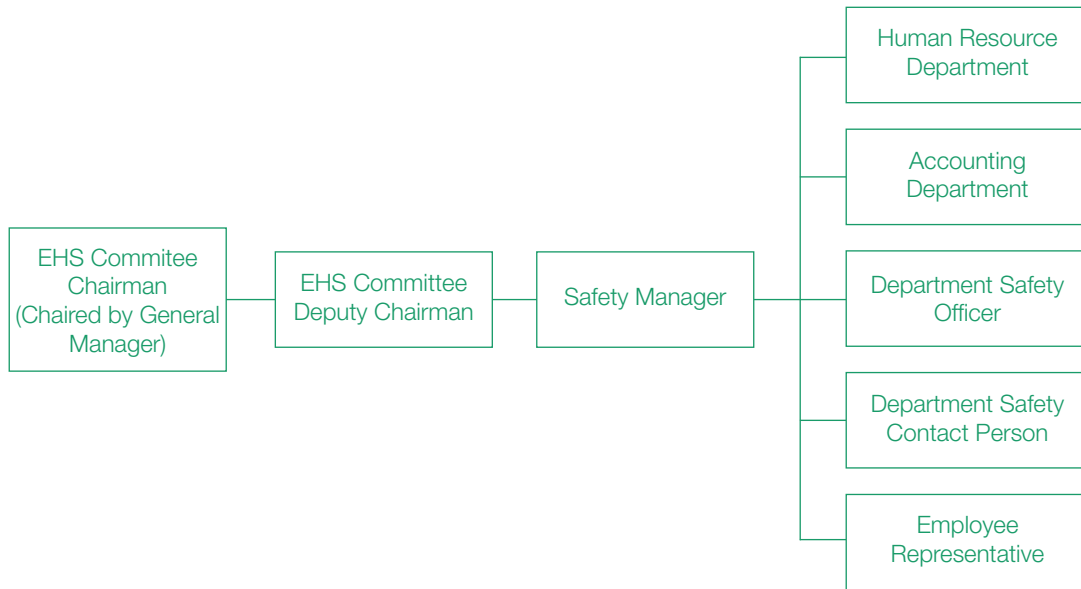 EHS Commitee
Chairman
(Chaired by General
Manager)
EHS Committee
Deputy Chairman
Safety Manager
Human Resource
Department
Accounting
Department
Department Safety
Officer
Department Safety
Contact Person
Employee
Representative